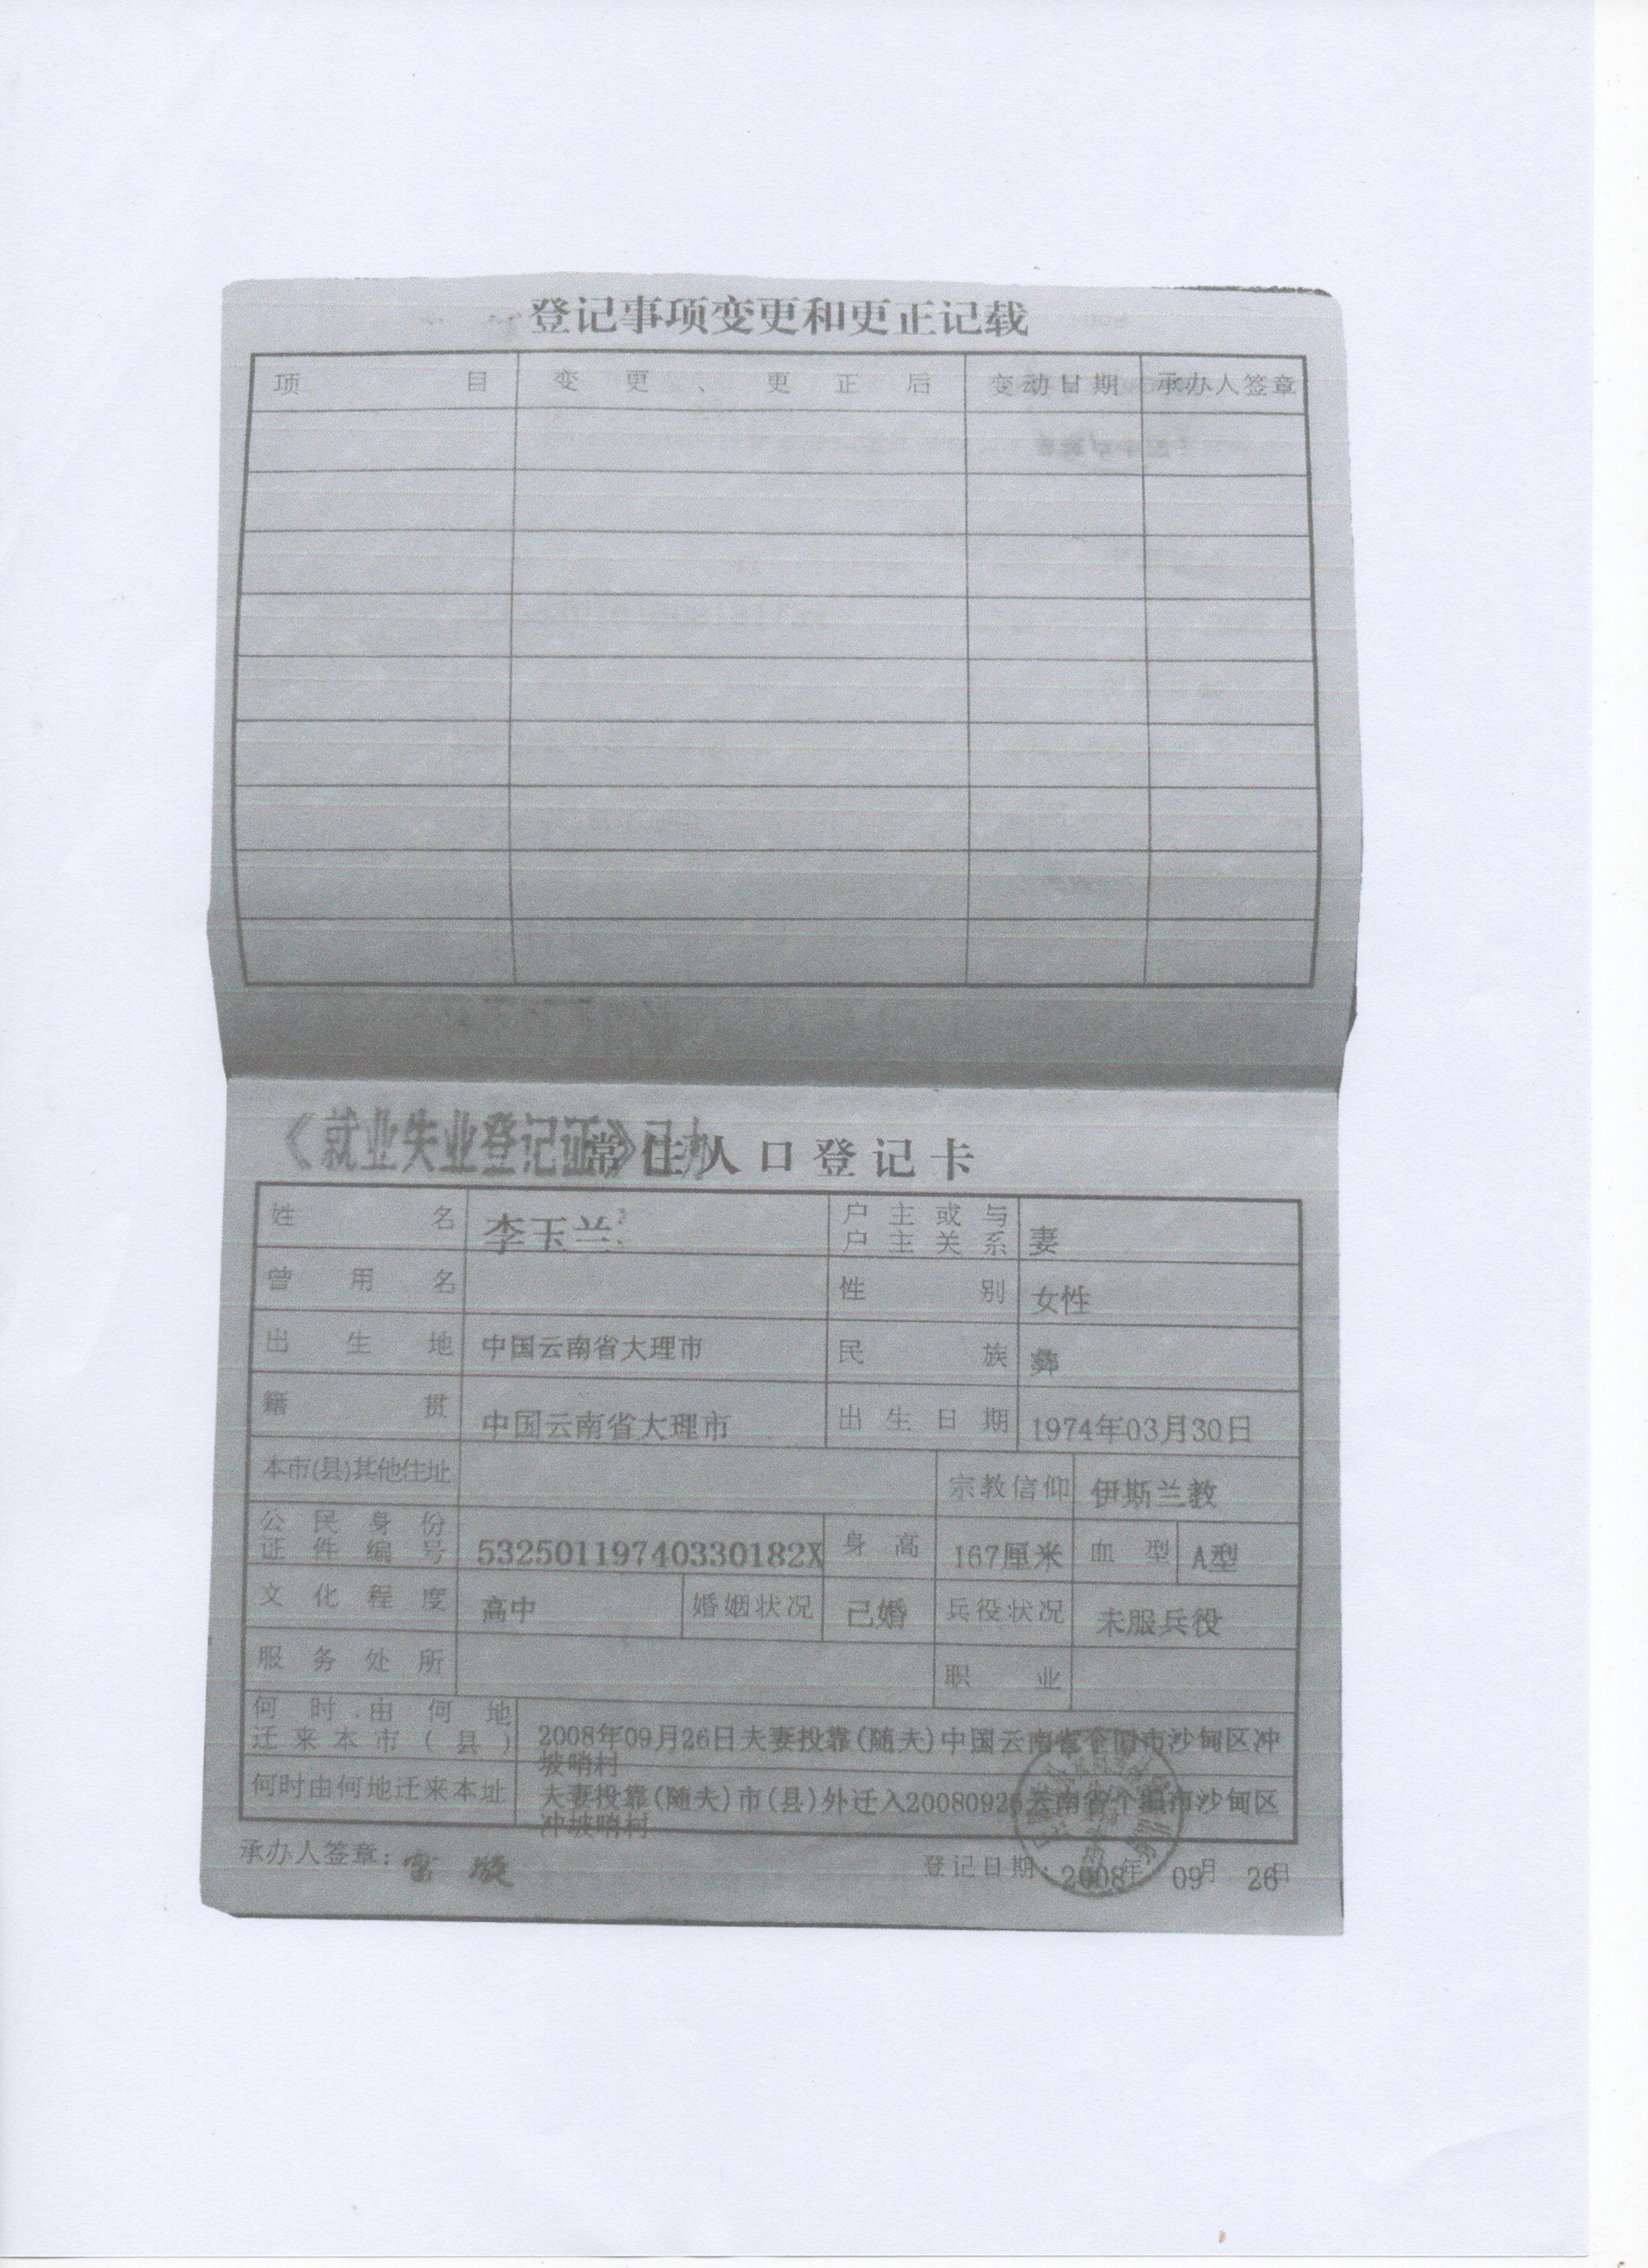 登记事项变更和更正记载
项目 变更、更正后 变动日期 承办人签章
《就业失业登记证》已办
常住人口登记卡
姓名 李玉兰 户主或与户主关系 妻
曾用名 性别 女性
出生地 中国云南省大理市 民族 彝
籍贯 中国云南省大理市 出生日期 1974年03月30日
本市(县)其他住址 宗教信仰 伊斯兰教
公民身份证件编号 53250119740330182X 身高 167厘米 血型 A型
文化程度 高中 婚姻状况 已婚 兵役状况 未服兵役
服务处所 职业
何时由何地迁来本市(县) 2008年09月26日夫妻投靠(随夫)中国云南省个旧市沙甸区冲
坡哨村
何时由何地迁来本址 夫妻投靠(随夫)市(县)外迁入20080926云南省个旧市沙甸区
冲坡哨村
承办人签章: 登记日期:2008年09月26日